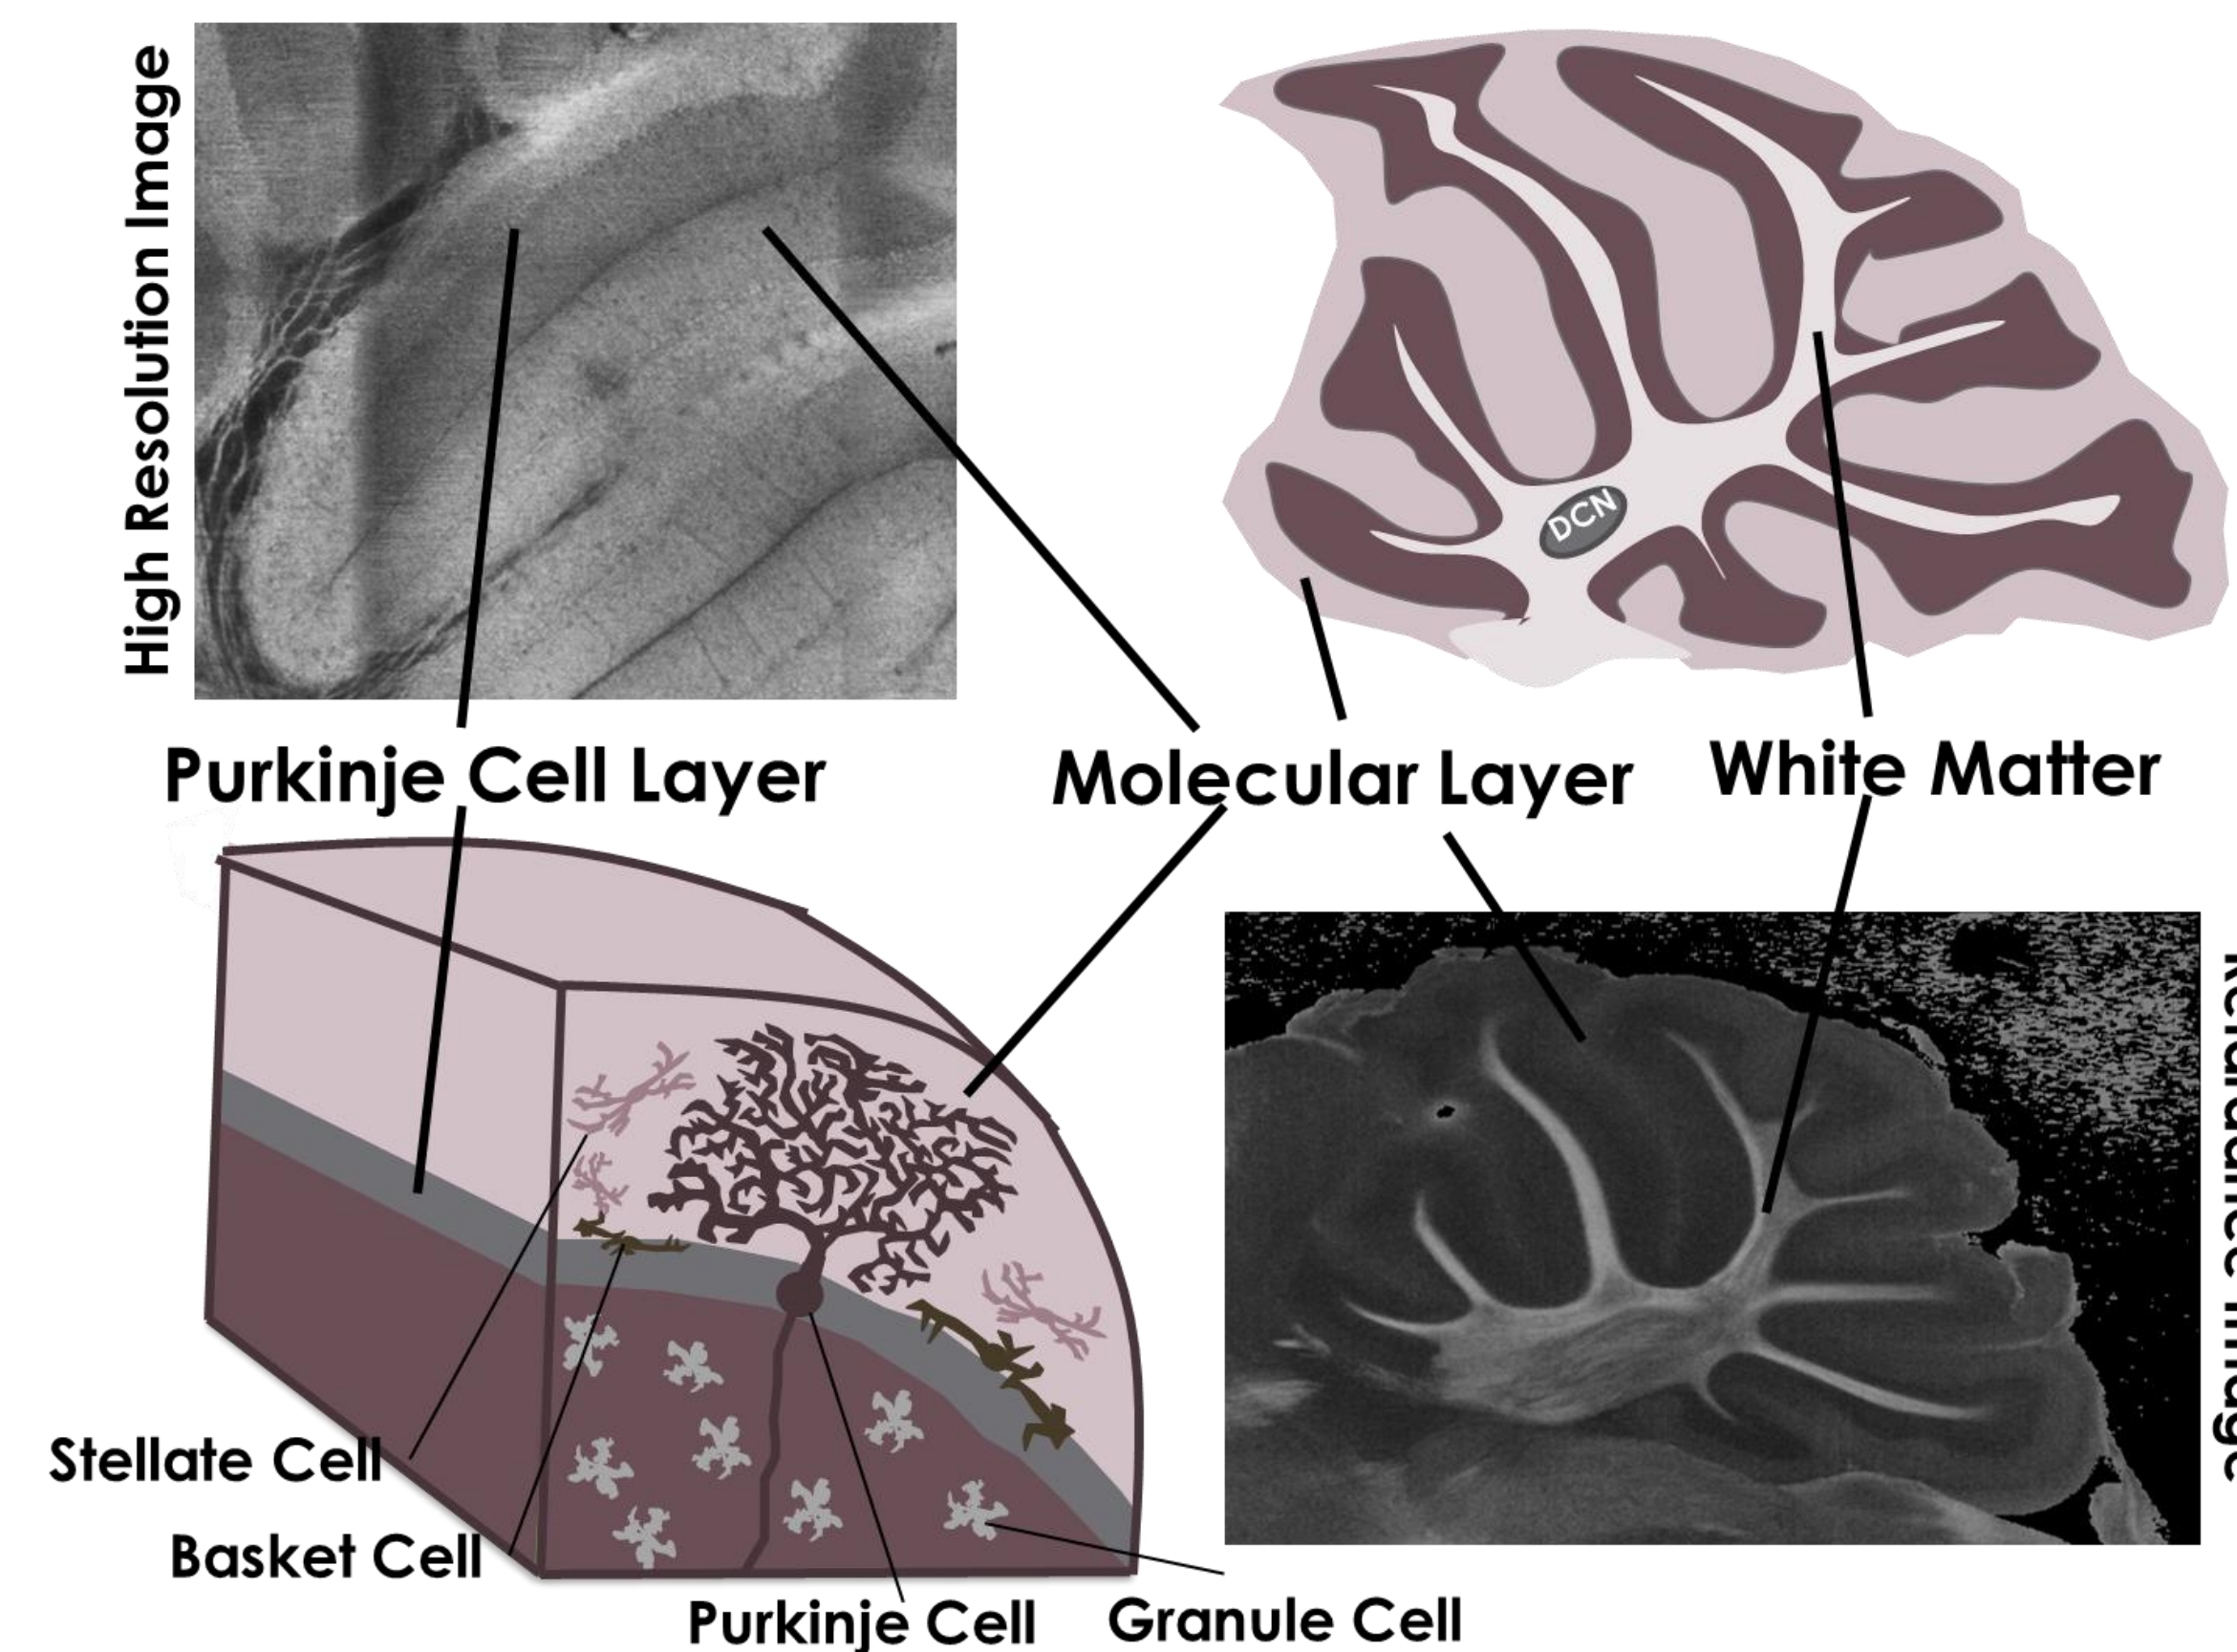 High Resolution Image
DCN
Purkinje Cell Layer
Molecular Layer
White Matter
Stellate Cell
Basket Cell
Purkinje Cell
Granule Cell